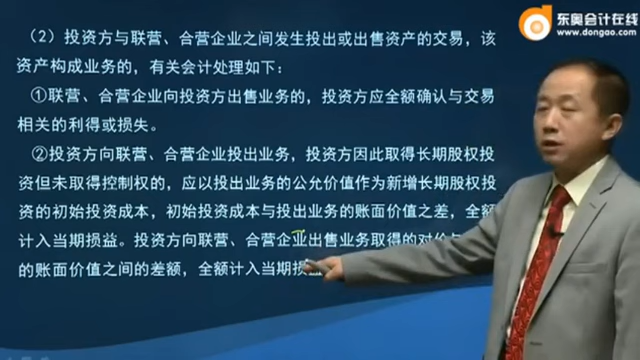 东奥会计在线
www.dongao.com
（2）投资方与联营、合营企业之间发生投出或出售资产的交易，该
资产构成业务的，有关会计处理如下：
①联营、合营企业向投资方出售业务的，投资方应全额确认与交易
相关的利得或损失。
②投资方向联营、合营企业投出业务，投资方因此取得长期股权投
资但未取得控制权的，应以投出业务的公允价值作为新增长期股权投
资的初始投资成本，初始投资成本与投出业务的账面价值之差，全额
计入当期损益。投资方向联营、合营企业出售业务取得的对价与
的账面价值之间的差额，全额计入当期损益